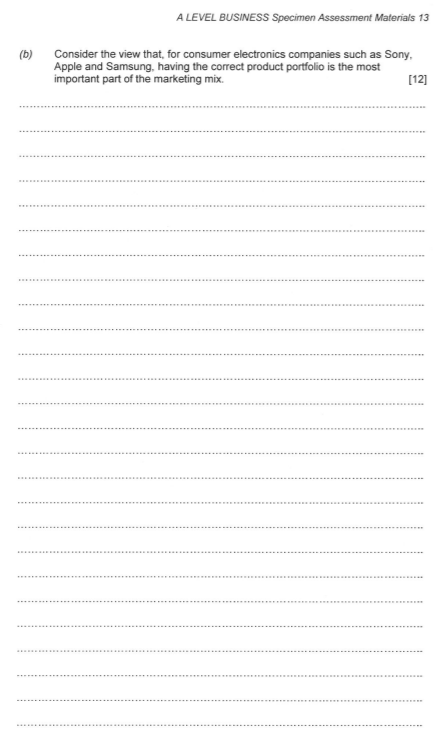 A LEVEL BUSINESS Specimen Assessment Materials 13
(b) Consider the view that, for consumer electronics companies such as Sony,
Apple and Samsung, having the correct product portfolio is the most
important part of the marketing mix. [12]